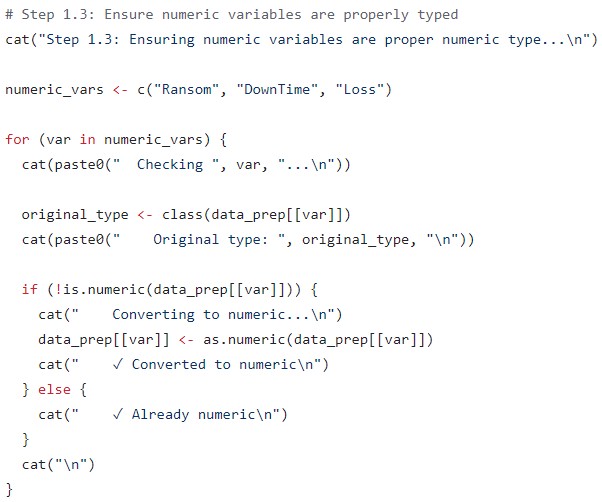 # Step 1.3: Ensure numeric variables are properly typed
cat("Step 1.3: Ensuring numeric variables are proper numeric type...\n")

numeric_vars <- c("Ransom", "DownTime", "Loss")

for (var in numeric_vars) {
  cat(paste0("  Checking ", var, "...\n"))

  original_type <- class(data_prep[[var]])
  cat(paste0("    Original type: ", original_type, "\n"))

  if (!is.numeric(data_prep[[var]])) {
    cat("    Converting to numeric...\n")
    data_prep[[var]] <- as.numeric(data_prep[[var]])
    cat("    ✓ Converted to numeric\n")
  } else {
    cat("    ✓ Already numeric\n")
  }
  cat("\n")
}